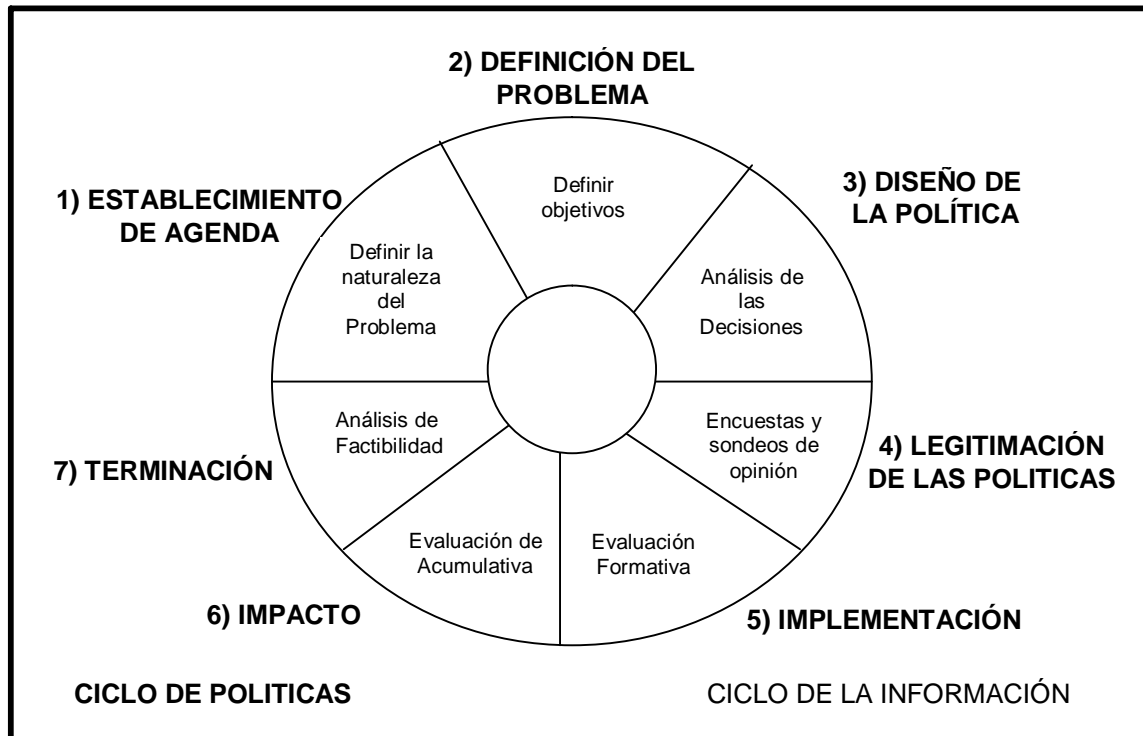 2) DEFINICIÓN DEL
PROBLEMA
1) ESTABLECIMIENTO
DE AGENDA
Definir
objetivos
3) DISEÑO DE
LA POLÍTICA
Definir la
naturaleza
del
Problema
Análisis de
las
Decisiones
Análisis de
Factibilidad
Encuestas y
sondeos de
opinión
7) TERMINACIÓN
4) LEGITIMACIÓN
DE LAS POLITICAS
Evaluación de
Acumulativa
Evaluación
Formativa
6) IMPACTO
5) IMPLEMENTACIÓN
CICLO DE POLITICAS
CICLO DE LA INFORMACIÓN